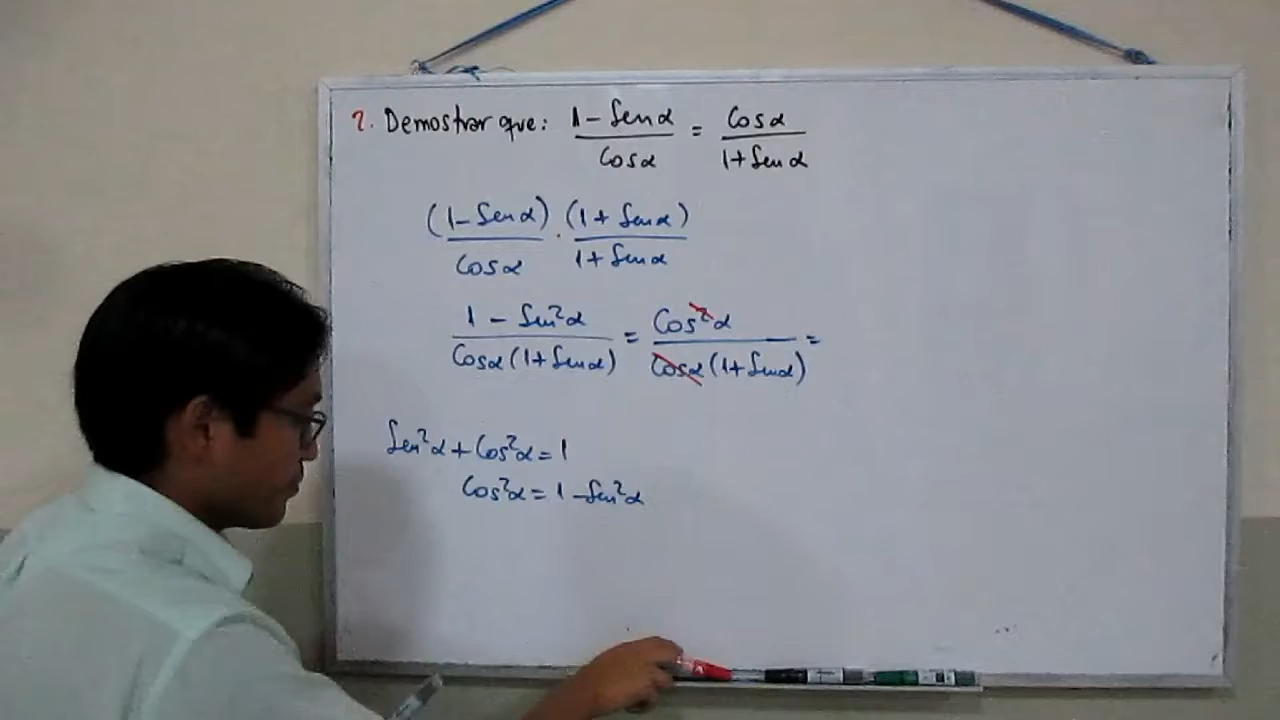 2. Demostrar que: (1 - Sen α)/(Cos α) = (Cos α)/(1 + Sen α)
(1 - Sen α)/(Cos α) · (1 + Sen α)/(1 + Sen α)
(1 - Sen²α)/(Cos α (1 + Sen α)) = (Cos²α)/(Cos α (1 + Sen α)) =
Sen²α + Cos²α = 1
Cos²α = 1 - Sen²α